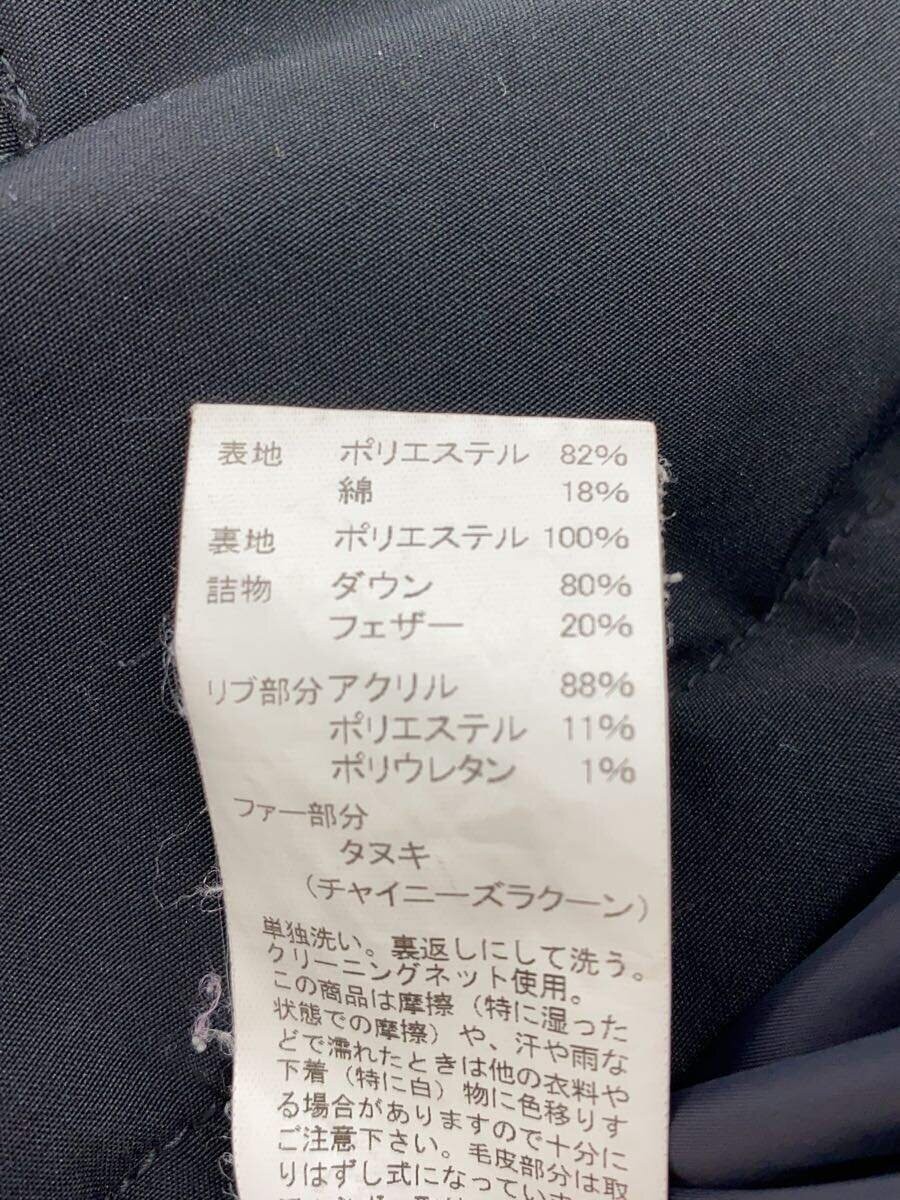 表地 ポリエステル 82%
綿 18%
裏地 ポリエステル 100%
詰物 ダウン 80%
フェザー 20%
リブ部分 アクリル 88%
ポリエステル 11%
ポリウレタン 1%
ファー部分
タヌキ
(チャイニーズラクーン)
単独洗い。裏返しにして洗う。
クリーニングネット使用。
この商品は摩擦(特に湿った
状態での摩擦)や、汗や雨な
どで濡れたときは他の衣料や
下着(特に白)物に色移りす
る場合がありますので十分に
ご注意下さい。毛皮部分は取
りはずし式になっていま